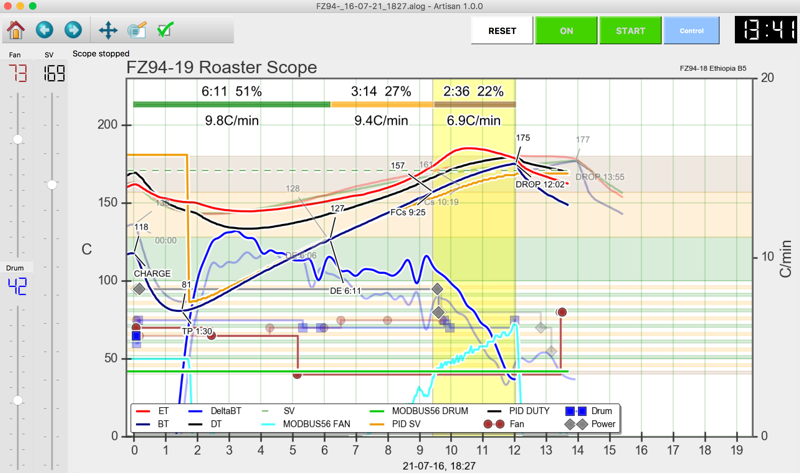 FZ94-_16-07-21_1827.alog - Artisan 1.0.0
RESET ON START Control 13:41
Fan SV Scope stopped
73 169
FZ94-19 Roaster Scope FZ94-18 Ethiopia B5
6:11 51% 3:14 27% 2:36 22%
9.8C/min 9.4C/min 6.9C/min
20
200
175
177
157
161
DROP 13:55
DROP 12:02
128
150
127
FCs 10:19
FCs 9:25
118
00:00
C
10
C/min
DE 6:06
CHARGE
Drum
42
100
81
DE 6:11
TP 1:30
50
ET DeltaBT SV MODBUS56 DRUM PID DUTY Drum
BT DT MODBUS56 FAN PID SV Fan Power
0 0
0 1 2 3 4 5 6 7 8 9 10 11 12 13 14 15 16 17 18 19
21-07-16, 18:27